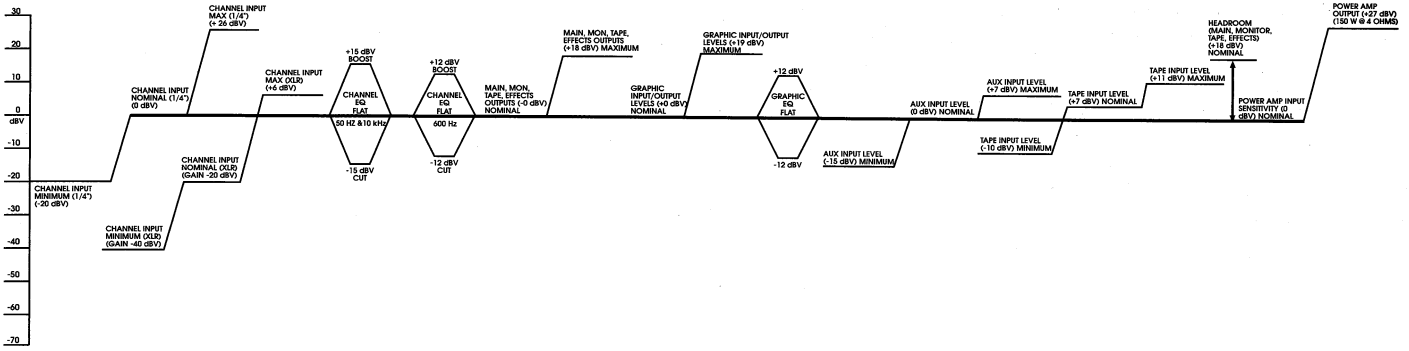 30
20
10
0
dBV
-10
-20
-30
-40
-50
-60
-70
CHANNEL INPUT
MINIMUM (1/4")
(-20 dBV)
CHANNEL INPUT
NOMINAL (1/4")
(0 dBV)
CHANNEL INPUT
MAX (1/4")
(+ 26 dBV)
CHANNEL INPUT
MINIMUM (XLR)
(GAIN -40 dBV)
CHANNEL INPUT
NOMINAL (XLR)
(GAIN -20 dBV)
CHANNEL INPUT
MAX (XLR)
(+6 dBV)
+15 dBV
BOOST
CHANNEL
EQ
FLAT
50 HZ &10 kHz
-15 dBV
CUT
+12 dBV
BOOST
CHANNEL
EQ
FLAT
600 Hz
-12 dBV
CUT
MAIN, MON,
TAPE, EFFECTS
OUTPUTS (-0 dBV)
NOMINAL
MAIN, MON, TAPE,
EFFECTS OUTPUTS
(+18 dBV) MAXIMUM
GRAPHIC
INPUT/OUTPUT
LEVELS (+0 dBV)
NOMINAL
GRAPHIC INPUT/OUTPUT
LEVELS (+19 dBV)
MAXIMUM
+12 dBV
GRAPHIC
EQ
FLAT
-12 dBV
AUX INPUT LEVEL
(-15 dBV) MINIMUM
AUX INPUT LEVEL
(0 dBV) NOMINAL
AUX INPUT LEVEL
(+7 dBV) MAXIMUM
TAPE INPUT LEVEL
(-10 dBV) MINIMUM
TAPE INPUT LEVEL
(+7 dBV) NOMINAL
TAPE INPUT LEVEL
(+11 dBV) MAXIMUM
HEADROOM
(MAIN, MONITOR,
TAPE, EFFECTS)
(+18 dBV)
NOMINAL
POWER AMP INPUT
SENSITIVITY (0
dBV) NOMINAL
POWER AMP
OUTPUT (+27 dBV)
(150 W @ 4 OHMS)